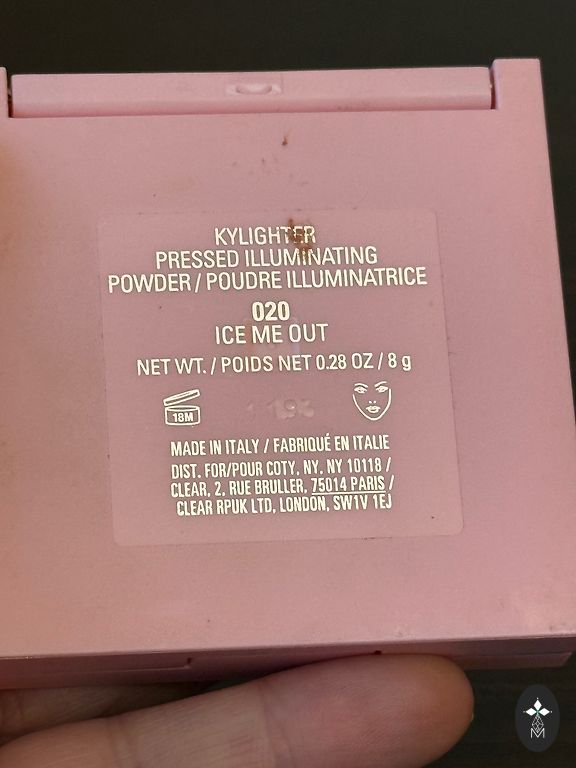 KYLIGHTER
PRESSED ILLUMINATING
POWDER / POUDRE ILLUMINATRICE
020
ICE ME OUT
NET WT. / POIDS NET 0.28 OZ / 8 g
18M
MADE IN ITALY / FABRIQUÉ EN ITALIE
DIST. FOR/POUR COTY, NY, NY 10118 /
CLEAR, 2, RUE BRULLER, 75014 PARIS /
CLEAR RPUK LTD, LONDON, SW1V 1EJ